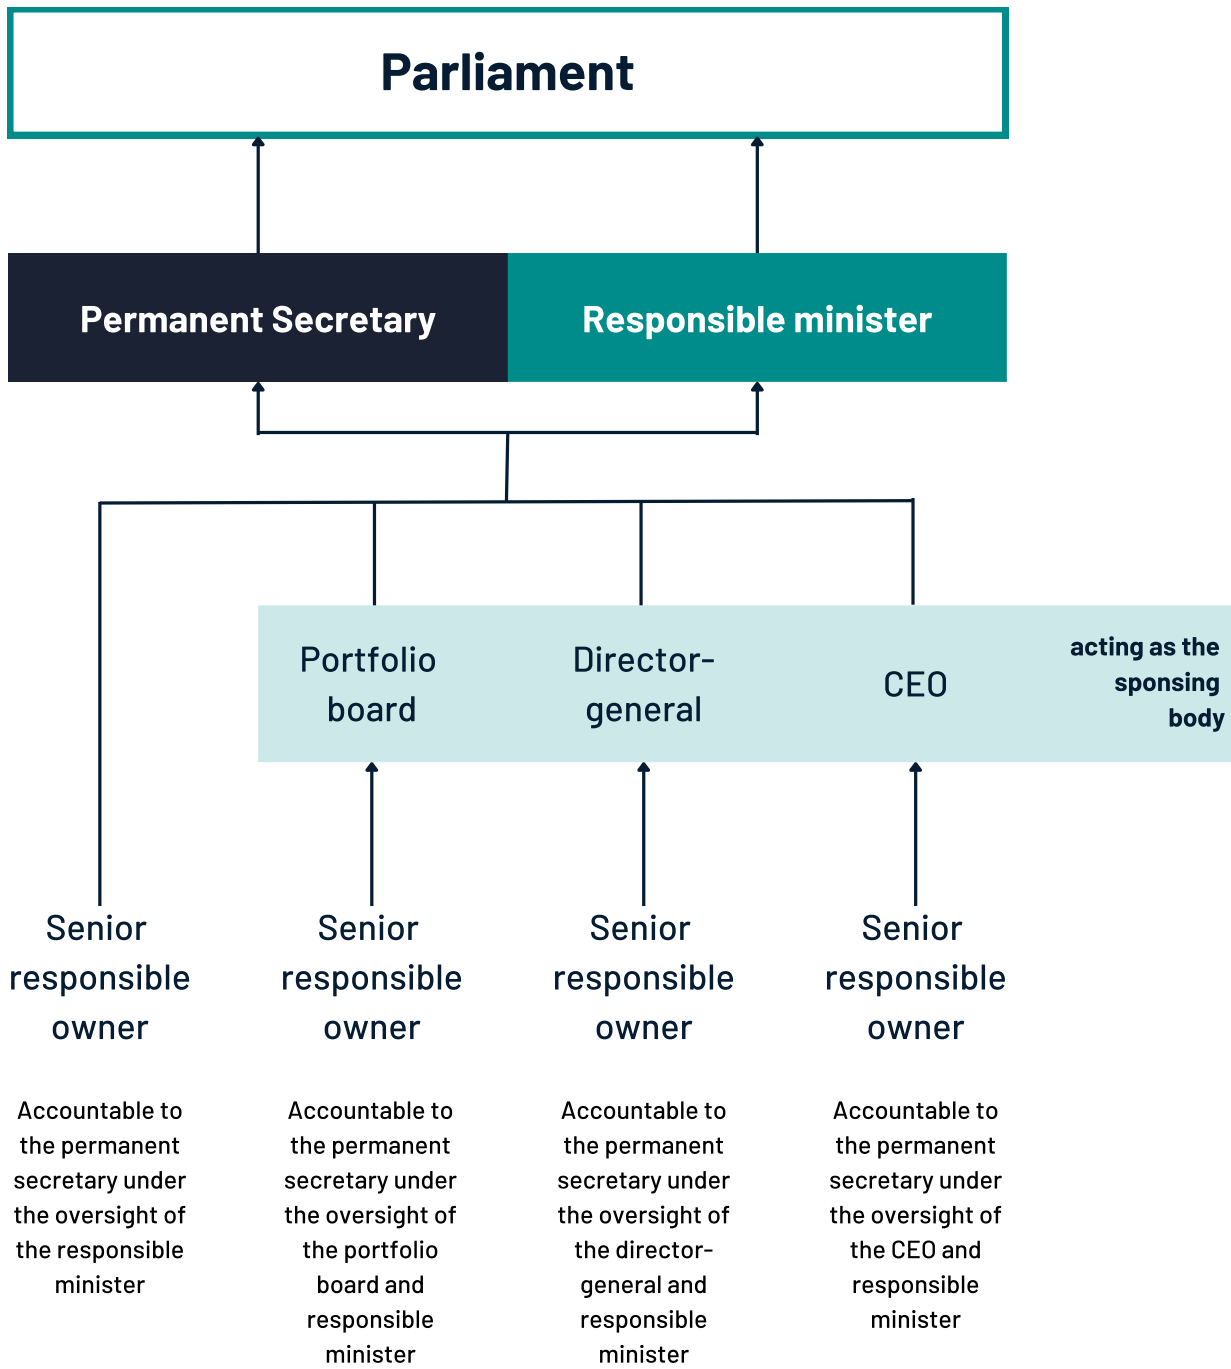 Parliament
Permanent Secretary
Responsible minister
Portfolio
board
Director-
general
CEO
acting as the
sponsing
body
Senior
responsible
owner
Senior
responsible
owner
Senior
responsible
owner
Senior
responsible
owner
Accountable to
the permanent
secretary under
the oversight of
the responsible
minister
Accountable to
the permanent
secretary under
the oversight of
the portfolio
board and
responsible
minister
Accountable to
the permanent
secretary under
the oversight of
the director-
general and
responsible
minister
Accountable to
the permanent
secretary under
the oversight of
the CEO and
responsible
minister